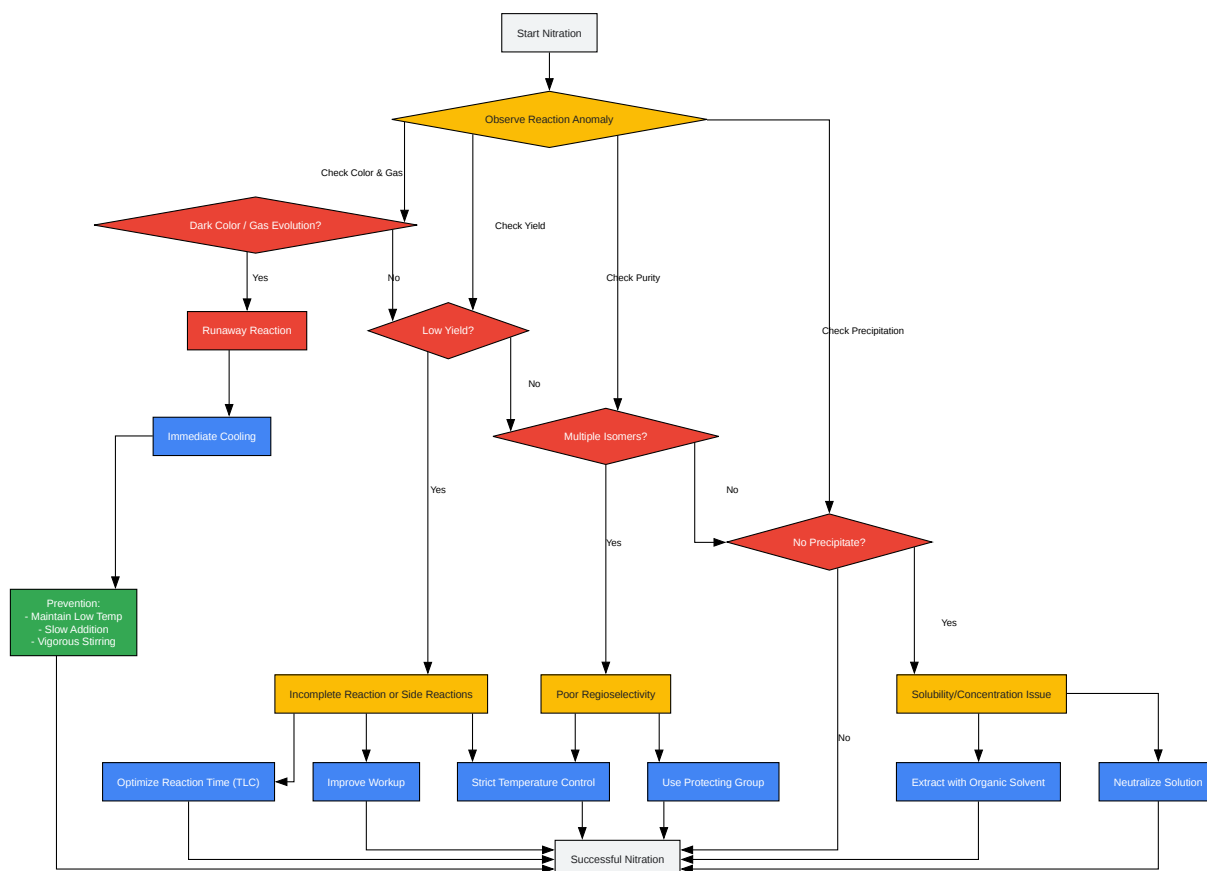 Start Nitration
Observe Reaction Anomaly
Check Color & Gas
Dark Color / Gas Evolution?
Check Yield
Yes
No
Check Purity
Runaway Reaction
Low Yield?
Check Precipitation
No
Immediate Cooling
Multiple Isomers?
Yes
No
Yes
No Precipitate?
Prevention:
- Maintain Low Temp
- Slow Addition
- Vigorous Stirring
Yes
Incomplete Reaction or Side Reactions
Poor Regioselectivity
Solubility/Concentration Issue
No
Optimize Reaction Time (TLC)
Improve Workup
Strict Temperature Control
Use Protecting Group
Extract with Organic Solvent
Neutralize Solution
Successful Nitration